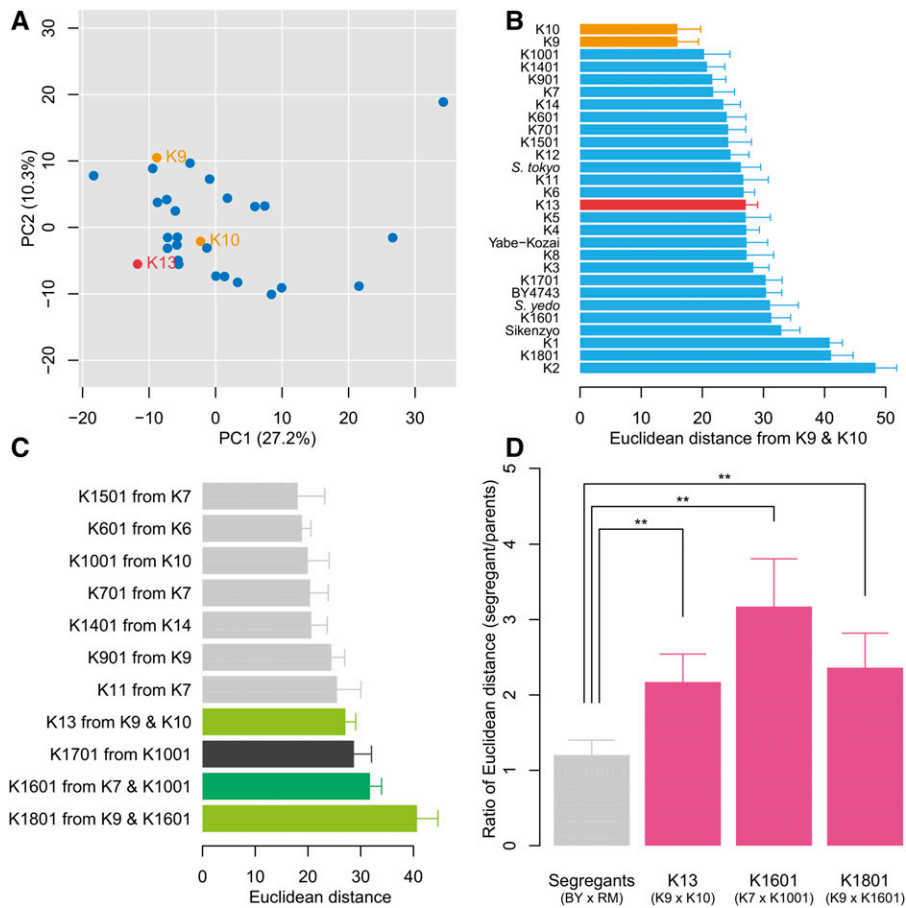 A
PC2 (10.3%)
30
20
10
0
−10
−20
K9
K10
K13
−20
−10
0
10
20
30
PC1 (27.2%)
B
K10
K9
K1001
K1401
K901
K7
K14
K601
K701
K1501
K12
S. tokyo
K11
K6
K13
K5
K4
Yabe−Kozai
K8
K3
K1701
BY4743
S. yedo
K1601
Sikenzyo
K1
K1801
K2
0
10
20
30
40
50
Euclidean distance from K9 & K10
C
K1501 from K7
K601 from K6
K1001 from K10
K701 from K7
K1401 from K14
K901 from K9
K11 from K7
K13 from K9 & K10
K1701 from K1001
K1601 from K7 & K1001
K1801 from K9 & K1601
0
10
20
30
40
Euclidean distance
D
Ratio of Euclidean distance (segregant/parents)
5
4
3
2
1
0
**
**
**
Segregants
(BY x RM)
K13
(K9 x K10)
K1601
(K7 x K1001)
K1801
(K9 x K1601)